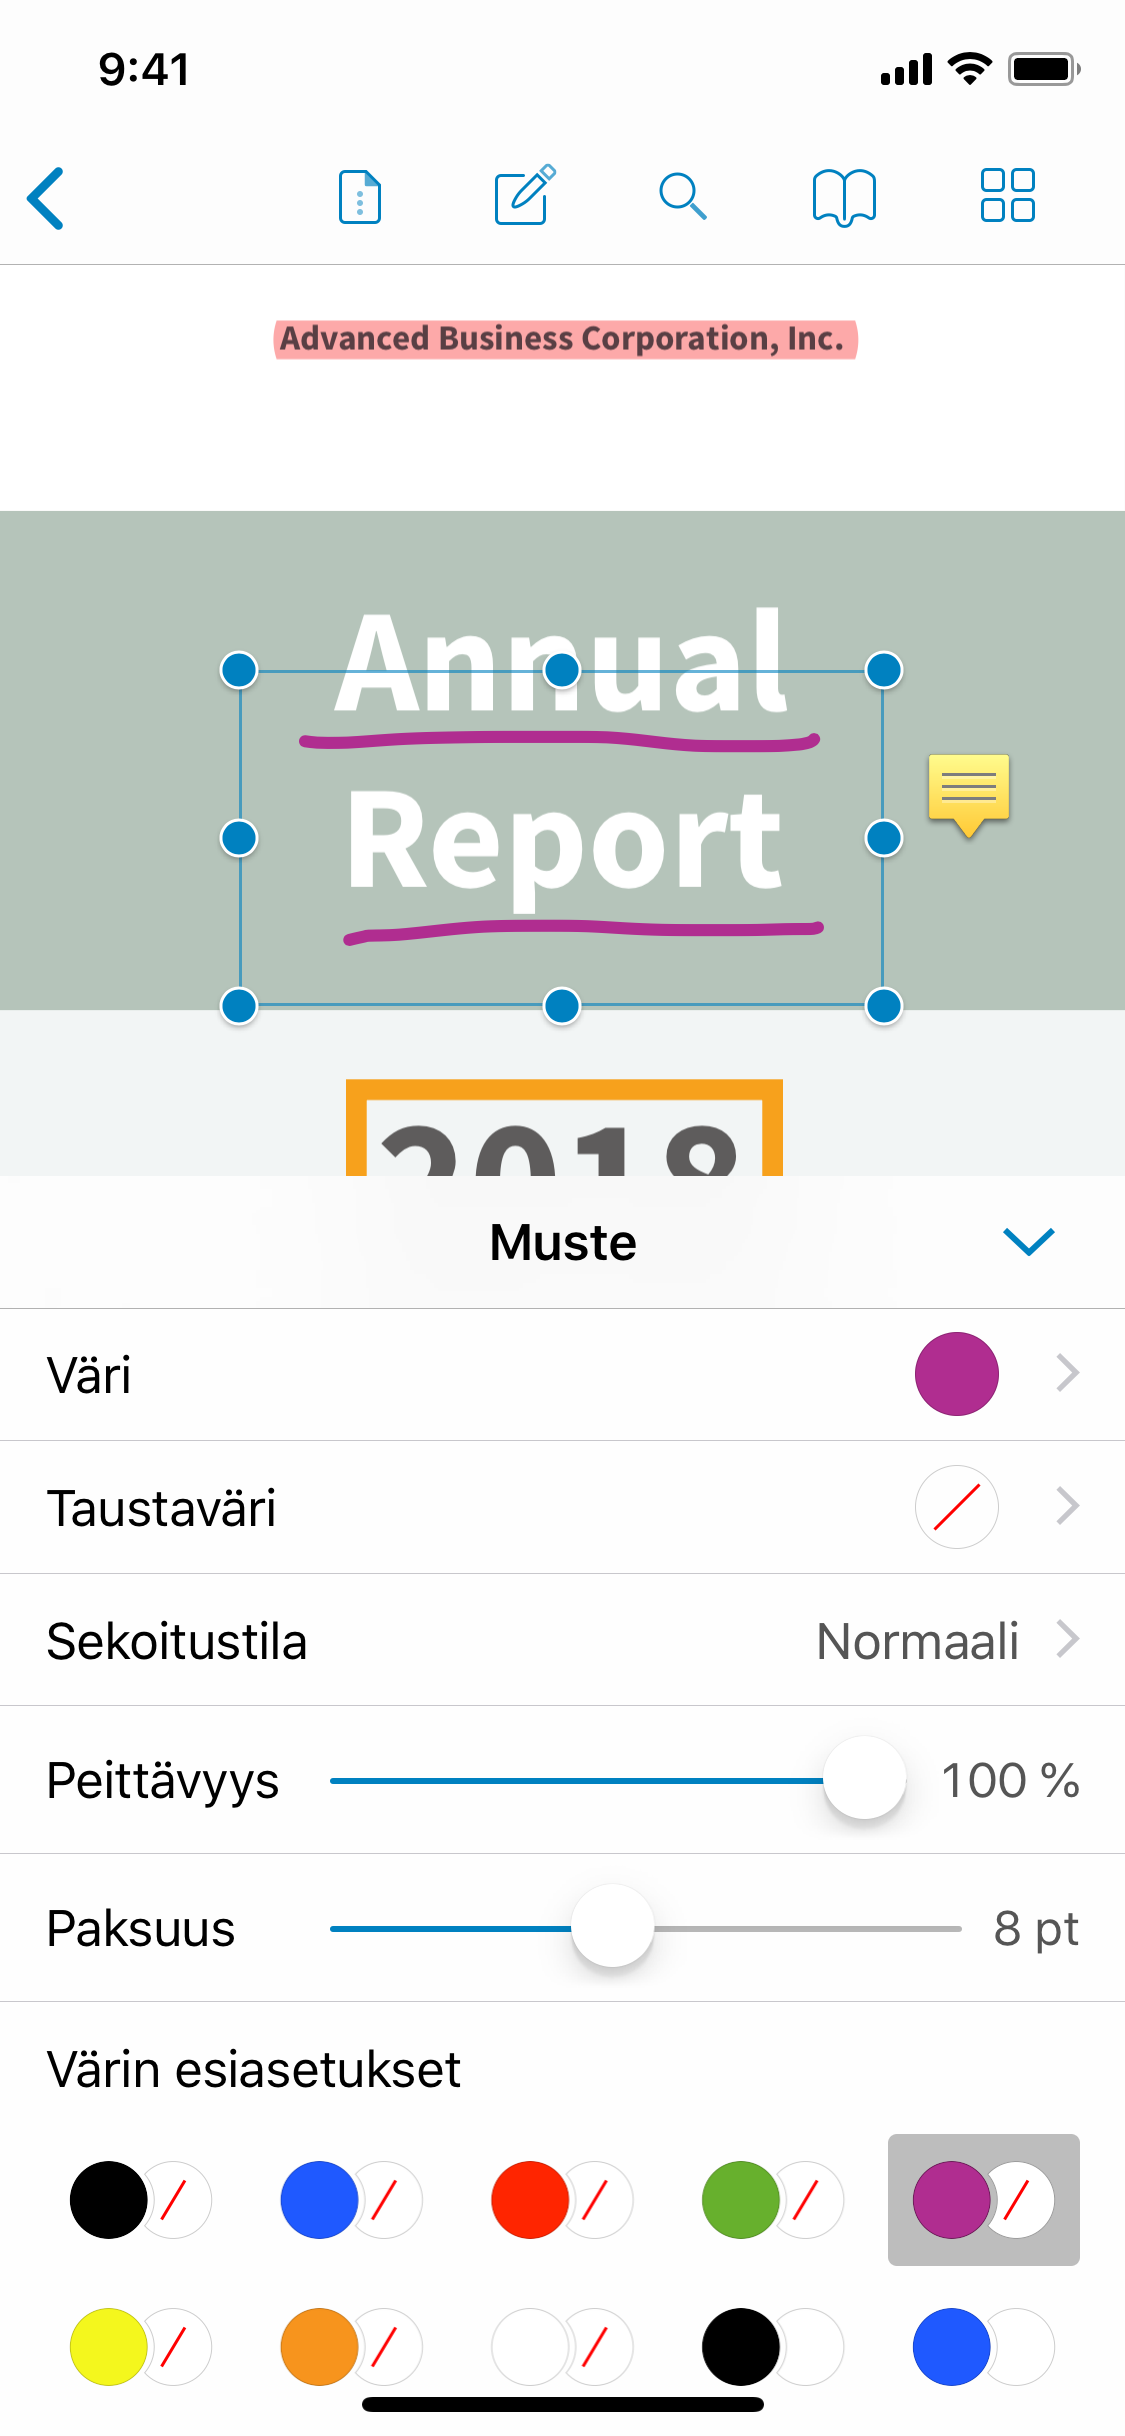 9:41
Advanced Business Corporation, Inc.
Annual
Report
2018
Muste
Väri
Taustaväri
Sekoitustila Normaali
Peittävyys 100 %
Paksuus 8 pt
Värin esiasetukset